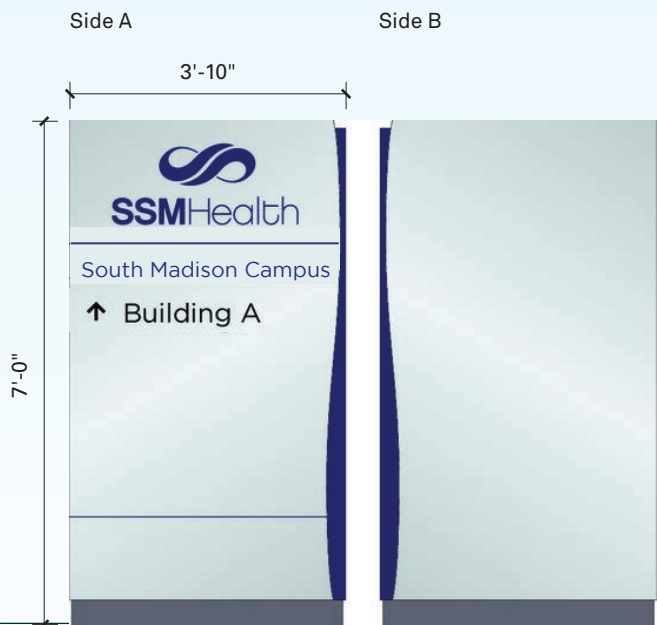 Side A
Side B
3'-10"
7'-0"
SSMHealth
South Madison Campus
↑ Building A